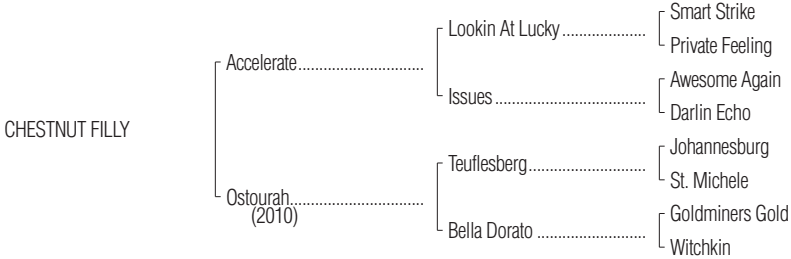 Smart Strike
Lookin At Lucky
Private Feeling
Accelerate
Awesome Again
Issues
Darlin Echo
CHESTNUT FILLY
Johannesburg
Teuflesberg
St. Michele
Ostourah
(2010)
Goldminers Gold
Bella Dorato
Witchkin